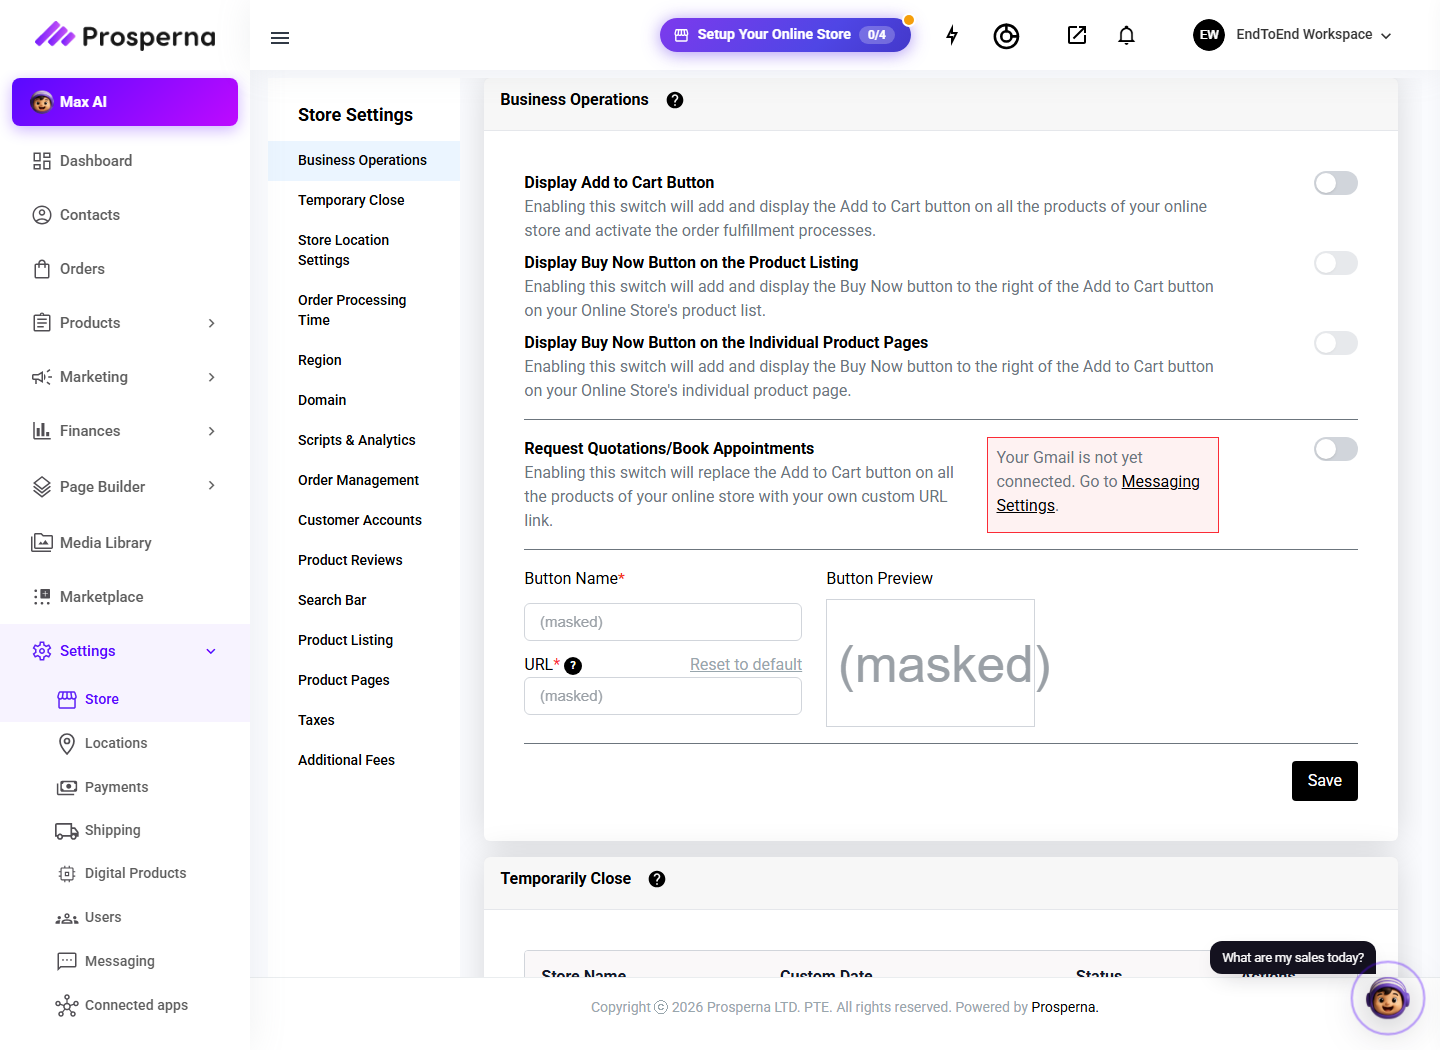 Prosperna
Setup Your Online Store 0/4
EW EndToEnd Workspace
Max AI
Dashboard
Contacts
Orders
Products
Marketing
Finances
Page Builder
Media Library
Marketplace
Settings
Store
Locations
Payments
Shipping
Digital Products
Users
Messaging
Connected apps
Store Settings
Business Operations
Temporary Close
Store Location
Settings
Order Processing
Time
Region
Domain
Scripts & Analytics
Order Management
Customer Accounts
Product Reviews
Search Bar
Product Listing
Product Pages
Taxes
Additional Fees
Business Operations ?
Display Add to Cart Button
Enabling this switch will add and display the Add to Cart button on all the products of your online
store and activate the order fulfillment processes.
Display Buy Now Button on the Product Listing
Enabling this switch will add and display the Buy Now button to the right of the Add to Cart button
on your Online Store's product list.
Display Buy Now Button on the Individual Product Pages
Enabling this switch will add and display the Buy Now button to the right of the Add to Cart button
on your Online Store's individual product page.
Request Quotations/Book Appointments
Enabling this switch will replace the Add to Cart button on all
the products of your online store with your own custom URL
link.
Your Gmail is not yet
connected. Go to Messaging
Settings.
Button Name*
(masked)
URL* ? Reset to default
(masked)
Button Preview
(masked)
Save
Temporarily Close ?
Store Name Custom Date Status Actions
What are my sales today?
Copyright © 2026 Prosperna LTD. PTE. All rights reserved. Powered by Prosperna.